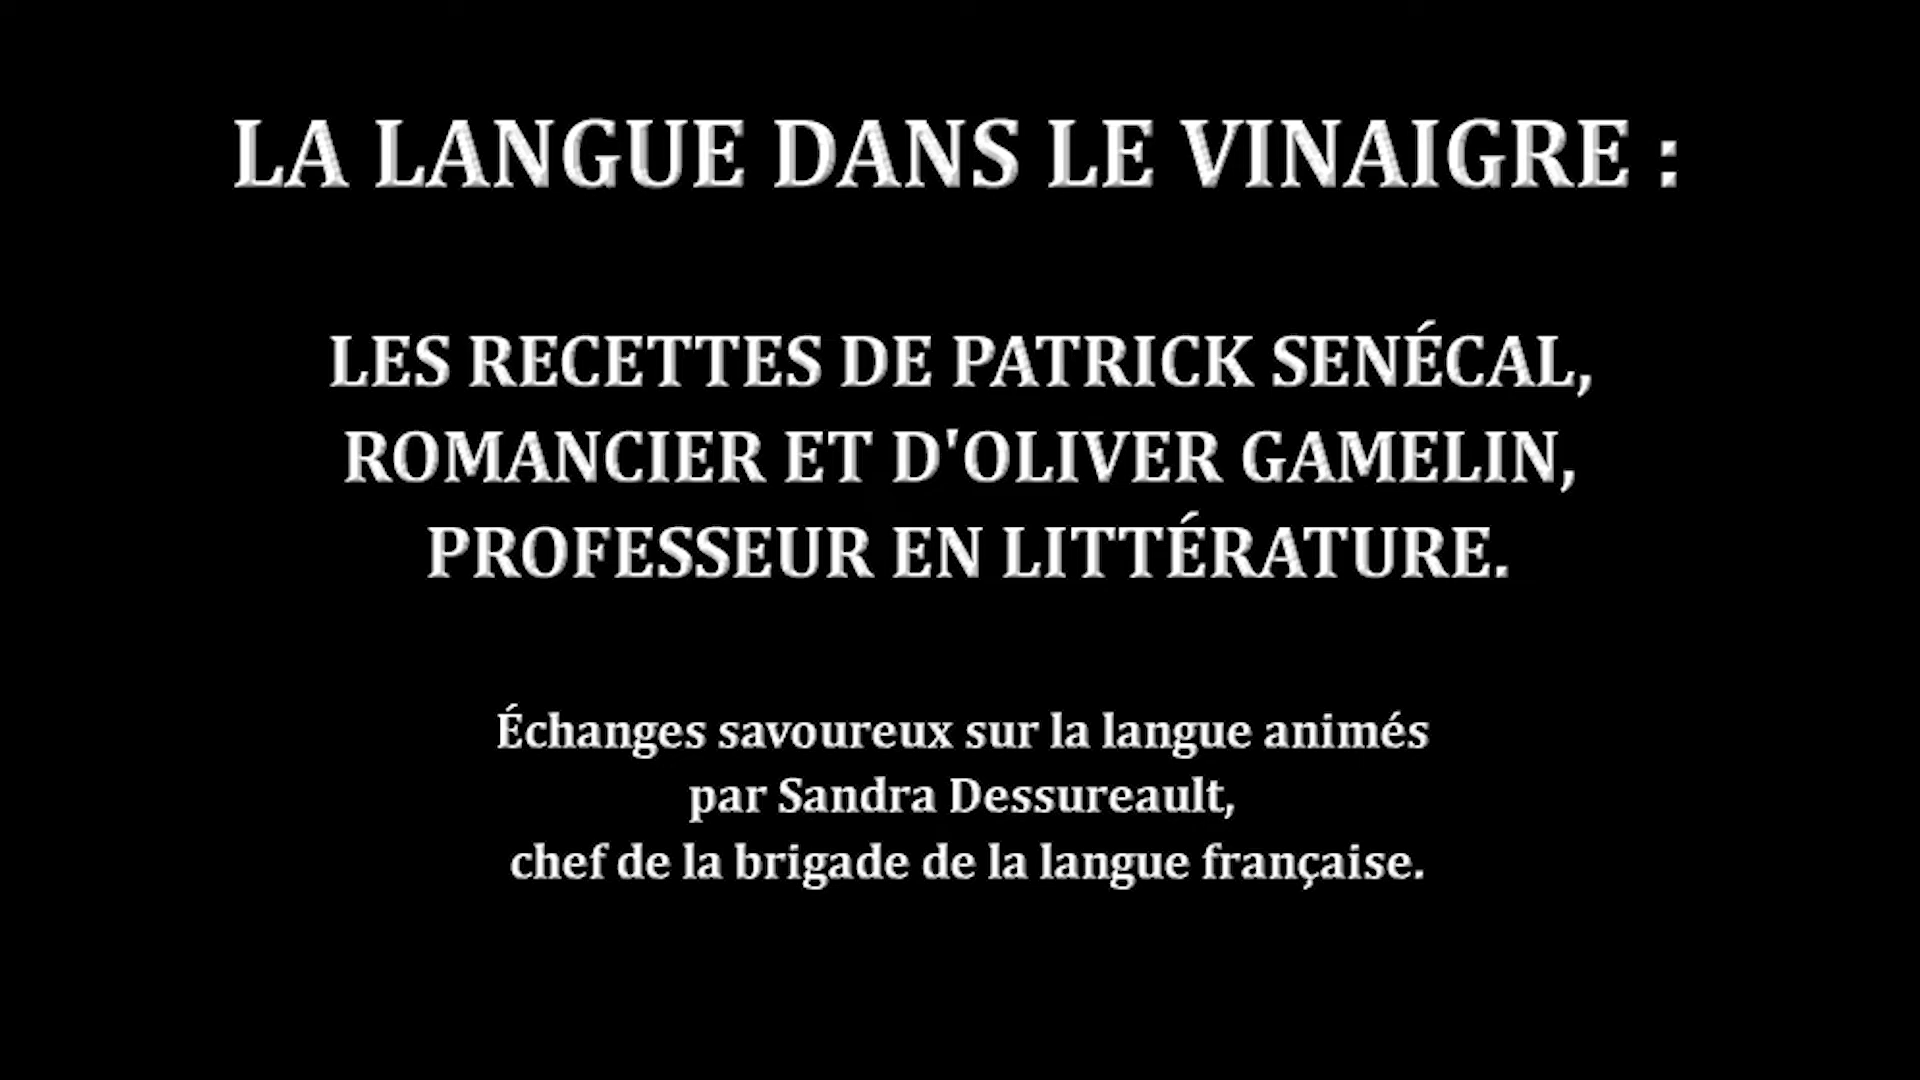 LA LANGUE DANS LE VINAIGRE :
LES RECETTES DE PATRICK SENÉCAL,
ROMANCIER ET D'OLIVER GAMELIN,
PROFESSEUR EN LITTÉRATURE.
Échanges savoureux sur la langue animés
par Sandra Dessureault,
chef de la brigade de la langue française.